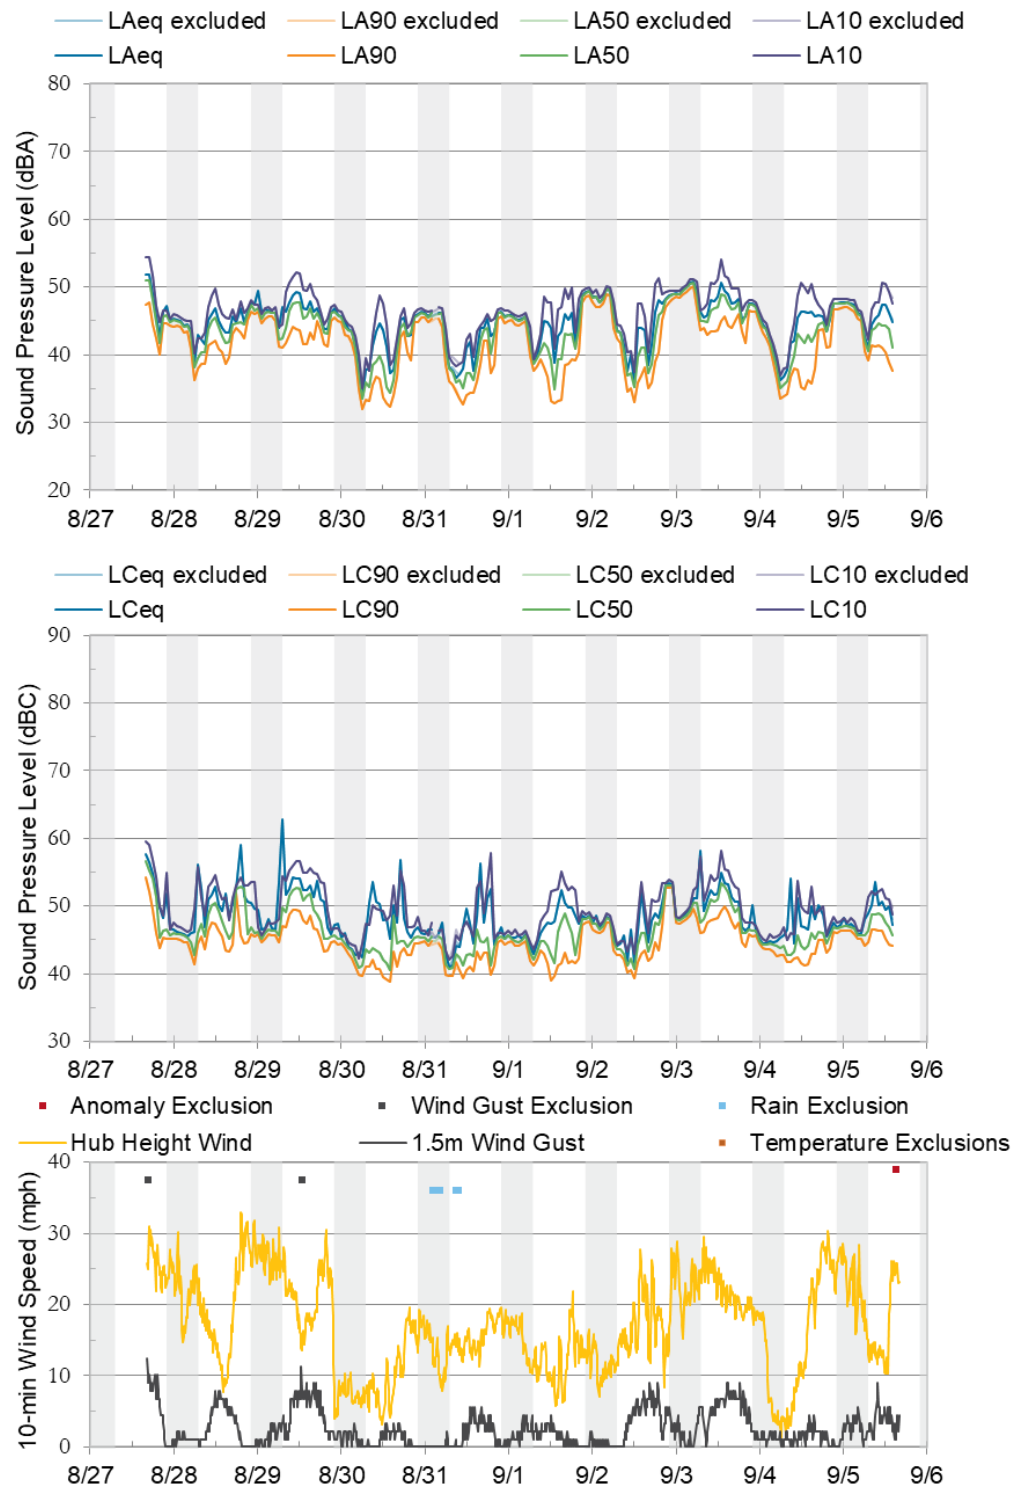 LAeq excluded LA90 excluded LA50 excluded LA10 excluded
LAeq LA90 LA50 LA10
Sound Pressure Level (dBA)
80
70
60
50
40
30
20
8/27 8/28 8/29 8/30 8/31 9/1 9/2 9/3 9/4 9/5 9/6
LCeq excluded LC90 excluded LC50 excluded LC10 excluded
LCeq LC90 LC50 LC10
Sound Pressure Level (dBC)
90
80
70
60
50
40
30
8/27 8/28 8/29 8/30 8/31 9/1 9/2 9/3 9/4 9/5 9/6
Anomaly Exclusion Wind Gust Exclusion Rain Exclusion
Hub Height Wind 1.5m Wind Gust Temperature Exclusions
10-min Wind Speed (mph)
40
30
20
10
0
8/27 8/28 8/29 8/30 8/31 9/1 9/2 9/3 9/4 9/5 9/6